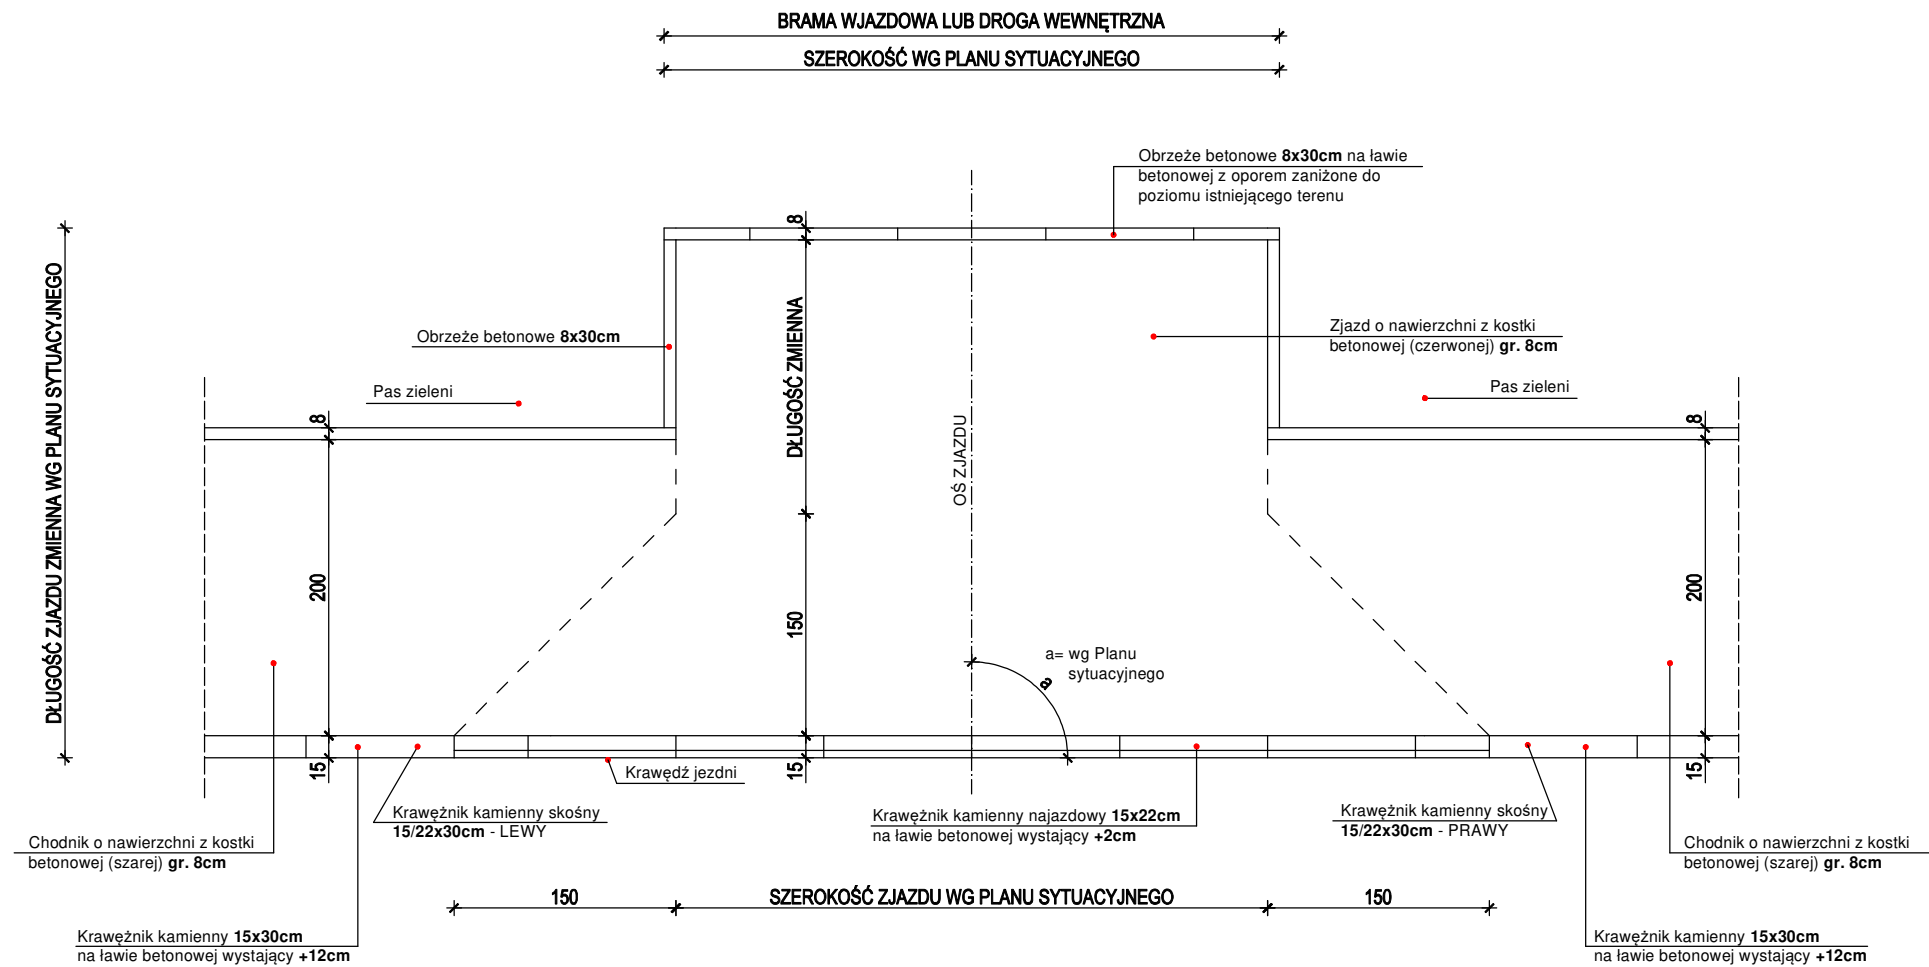 BRAMA WJAZDOWA LUB DROGA WEWNĘTRZNA
SZEROKOŚĆ WG PLANU SYTUACYJNEGO
Obrzeże betonowe 8x30cm na ławie
betonowej z oporem zaniżone do
poziomu istniejącego terenu
8
DŁUGOŚĆ ZJAZDU ZMIENNA WG PLANU SYTUACYJNEGO
DŁUGOŚĆ ZMIENNA
Obrzeże betonowe 8x30cm
Zjazd o nawierzchni z kostki
betonowej (czerwonej) gr. 8cm
Pas zieleni
Pas zieleni
8
8
OŚ ZJAZDU
200
150
200
a= wg Planu
sytuacyjnego
a
15
15
15
Krawędź jezdni
Krawężnik kamienny skośny
15/22x30cm - LEWY
Krawężnik kamienny najazdowy 15x22cm
na ławie betonowej wystający +2cm
Krawężnik kamienny skośny
15/22x30cm - PRAWY
Chodnik o nawierzchni z kostki
betonowej (szarej) gr. 8cm
Chodnik o nawierzchni z kostki
betonowej (szarej) gr. 8cm
150
SZEROKOŚĆ ZJAZDU WG PLANU SYTUACYJNEGO
150
Krawężnik kamienny 15x30cm
na ławie betonowej wystający +12cm
Krawężnik kamienny 15x30cm
na ławie betonowej wystający +12cm